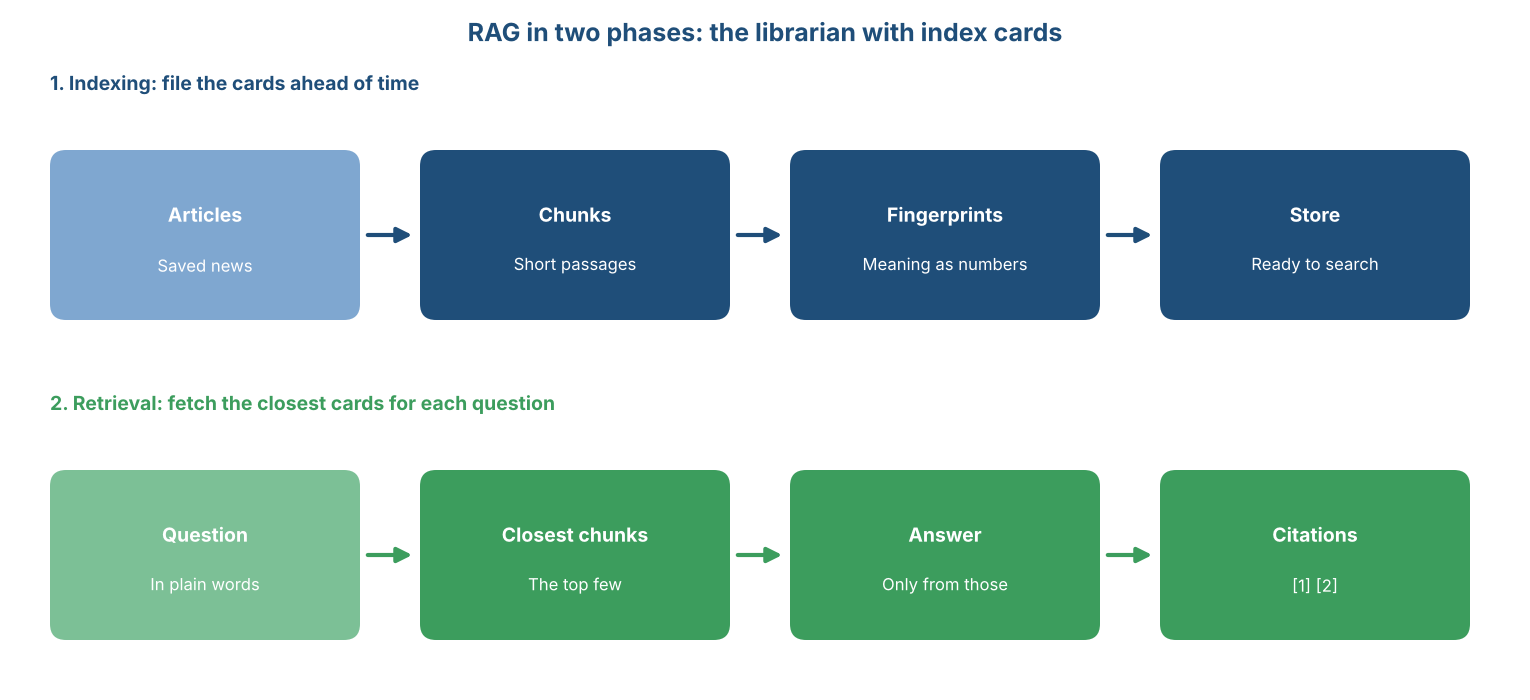 RAG in two phases: the librarian with index cards
1. Indexing: file the cards ahead of time
Articles
Saved news
Chunks
Short passages
Fingerprints
Meaning as numbers
Store
Ready to search
2. Retrieval: fetch the closest cards for each question
Question
In plain words
Closest chunks
The top few
Answer
Only from those
Citations
[1] [2]